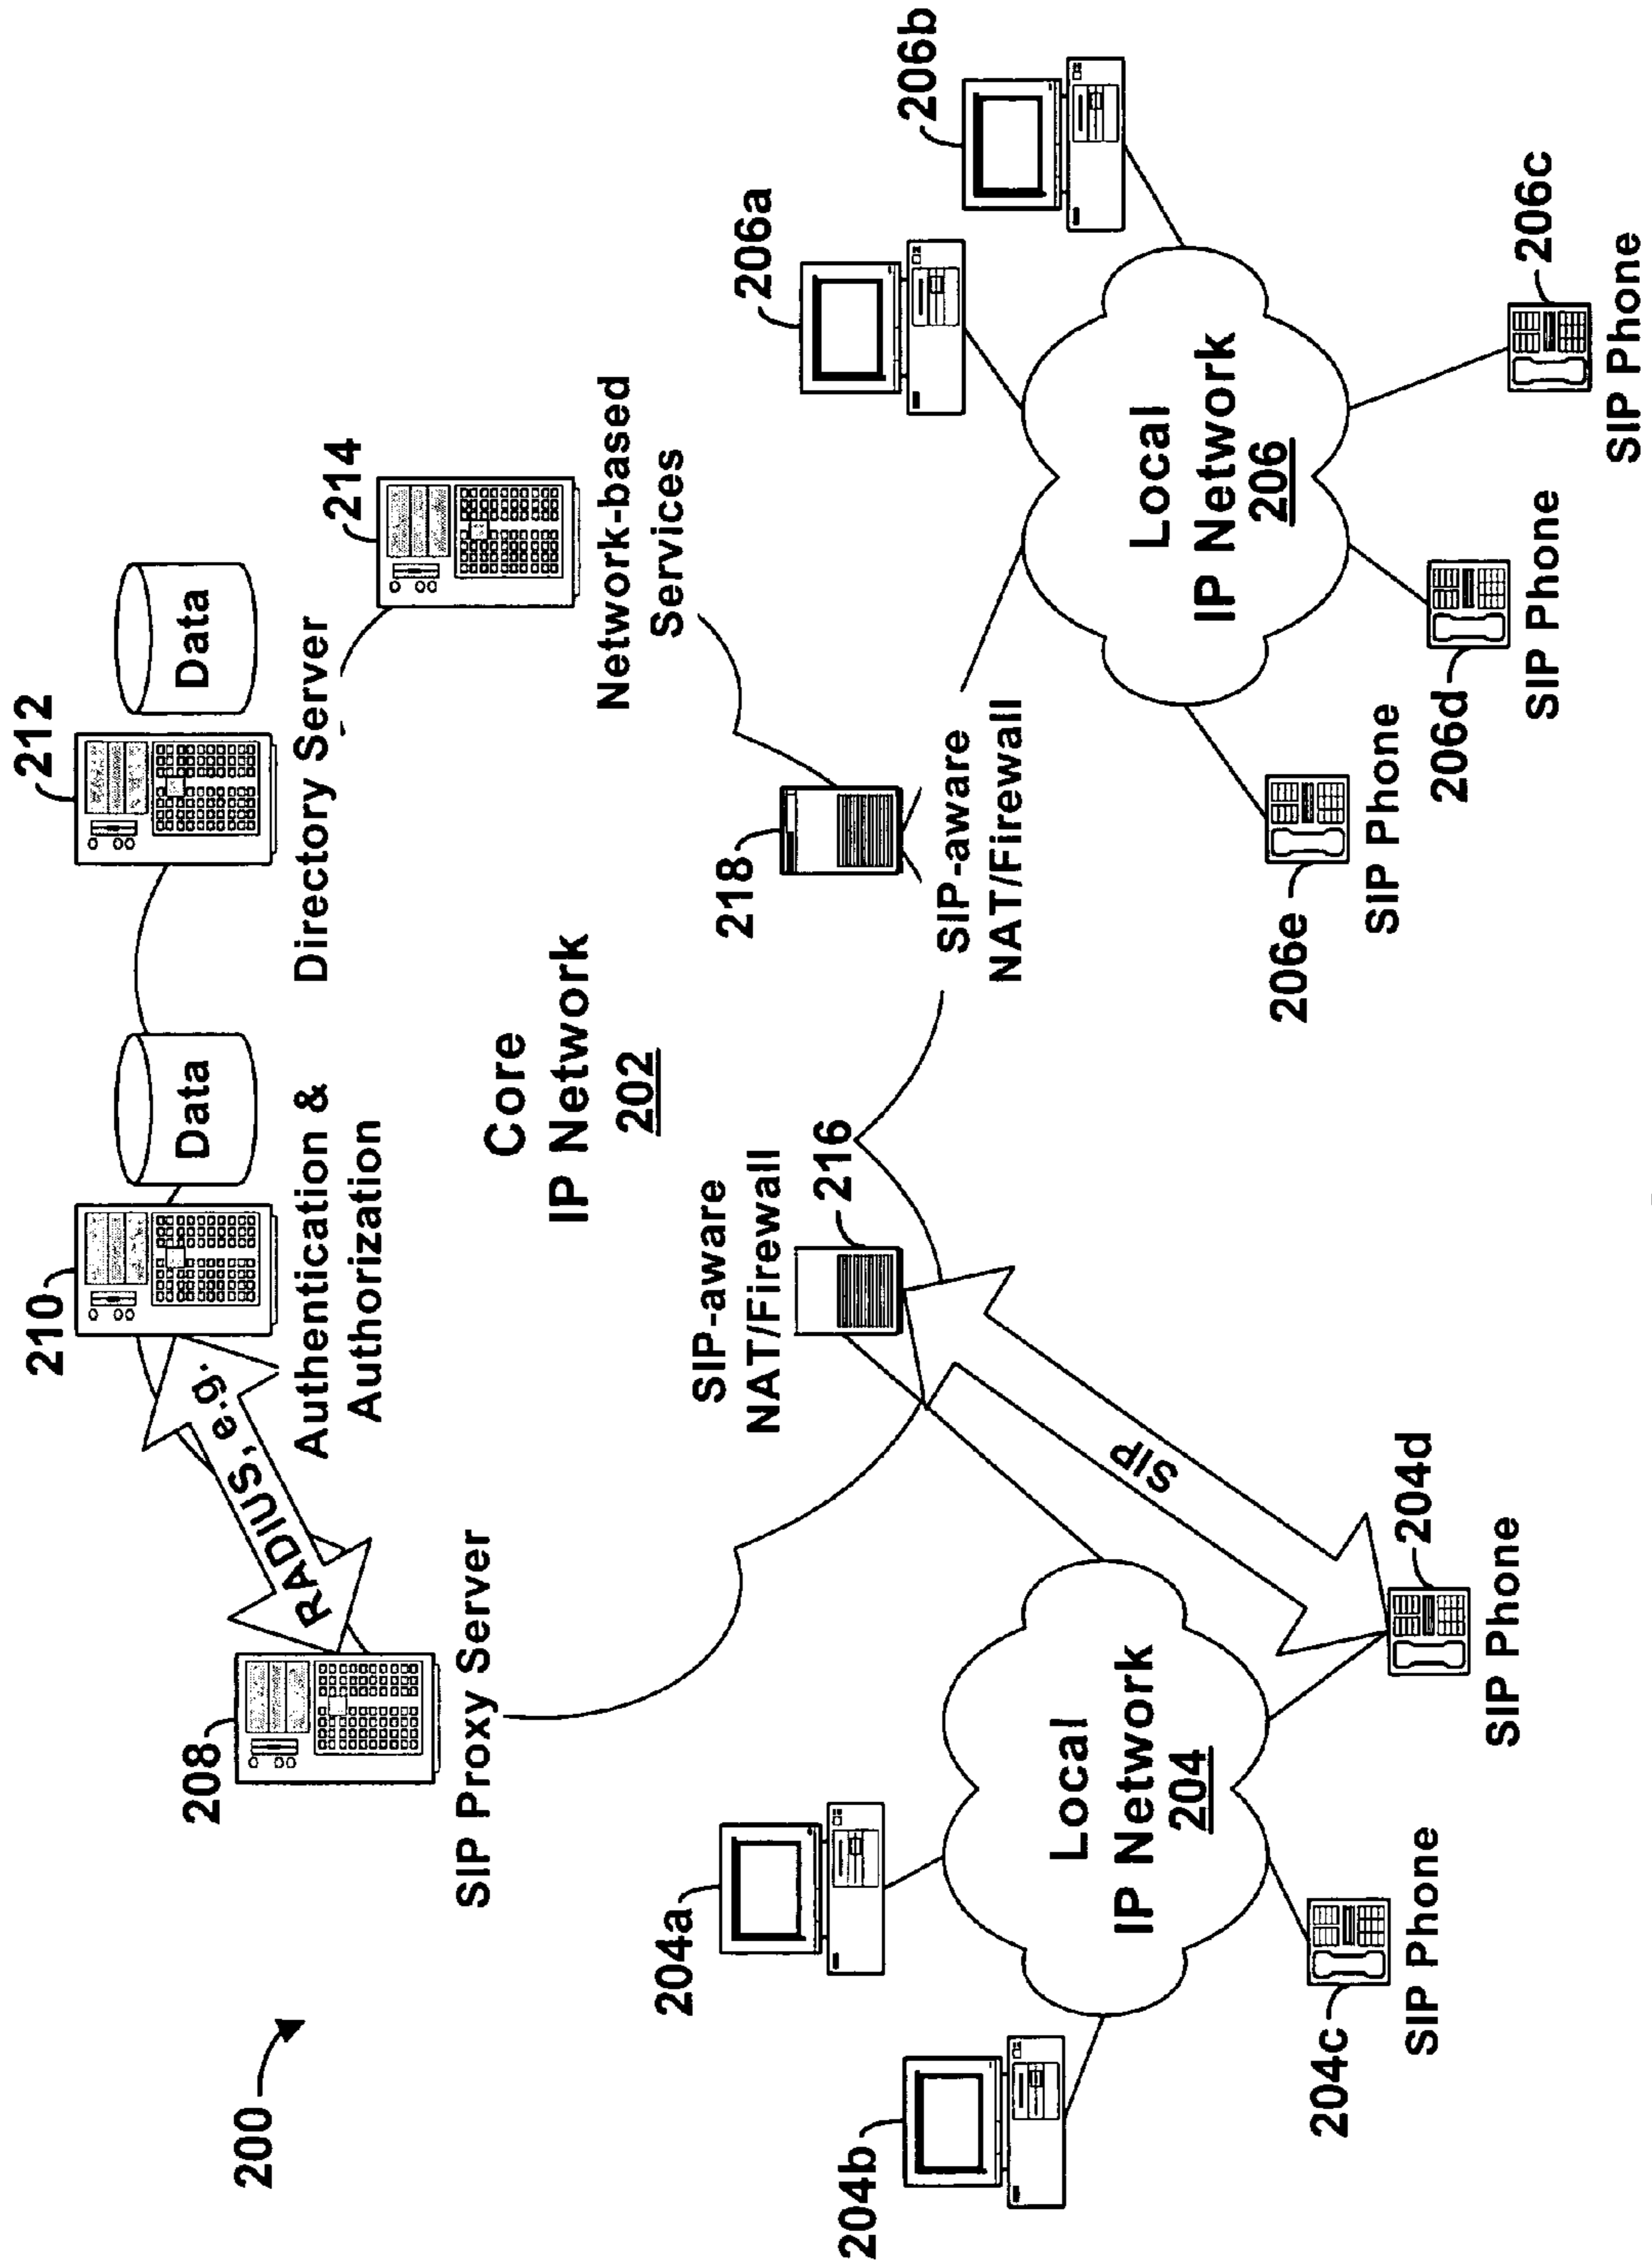 200
210
212
Data
Data
208
RADIUS, e.g.
Authentication &
Authorization
Directory Server
214
SIP Proxy Server
Core
IP Network
202
Network-based
Services
SIP-aware
NAT/Firewall
216
218
SIP-aware
NAT/Firewall
204a
204b
Local
IP Network
204
SIP
204c
SIP Phone
204d
SIP Phone
206a
206b
Local
IP Network
206
206e
SIP Phone
206d
SIP Phone
206c
SIP Phone